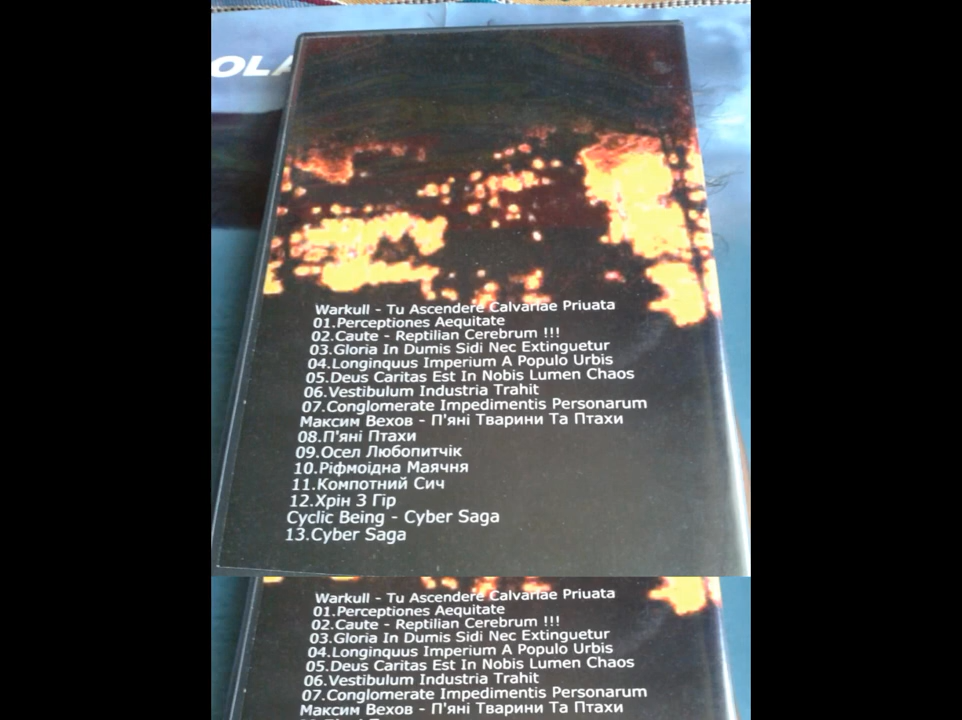 OLA
Warkull - Tu Ascendere Calvariae Priuata
01.Perceptiones Aequitate
02.Caute - Reptilian Cerebrum !!!
03.Gloria In Dumis Sidi Nec Extinguetur
04.Longinquus Imperium A Populo Urbis
05.Deus Caritas Est In Nobis Lumen Chaos
06.Vestibulum Industria Trahit
07.Conglomerate Impedimentis Personarum
Максим Вехов - П'яні Тварини Та Птахи
08.П'яні Птахи
09.Осел Любопитчік
10.Ріфмоідна Маячня
11.Компотний Сич
12.Хрін З Гір
Cyclic Being - Cyber Saga
13.Cyber Saga
Warkull - Tu Ascendere Calvariae Priuata
01.Perceptiones Aequitate
02.Caute - Reptilian Cerebrum !!!
03.Gloria In Dumis Sidi Nec Extinguetur
04.Longinquus Imperium A Populo Urbis
05.Deus Caritas Est In Nobis Lumen Chaos
06.Vestibulum Industria Trahit
07.Conglomerate Impedimentis Personarum
Максим Вехов - П'яні Тварини Та Птахи